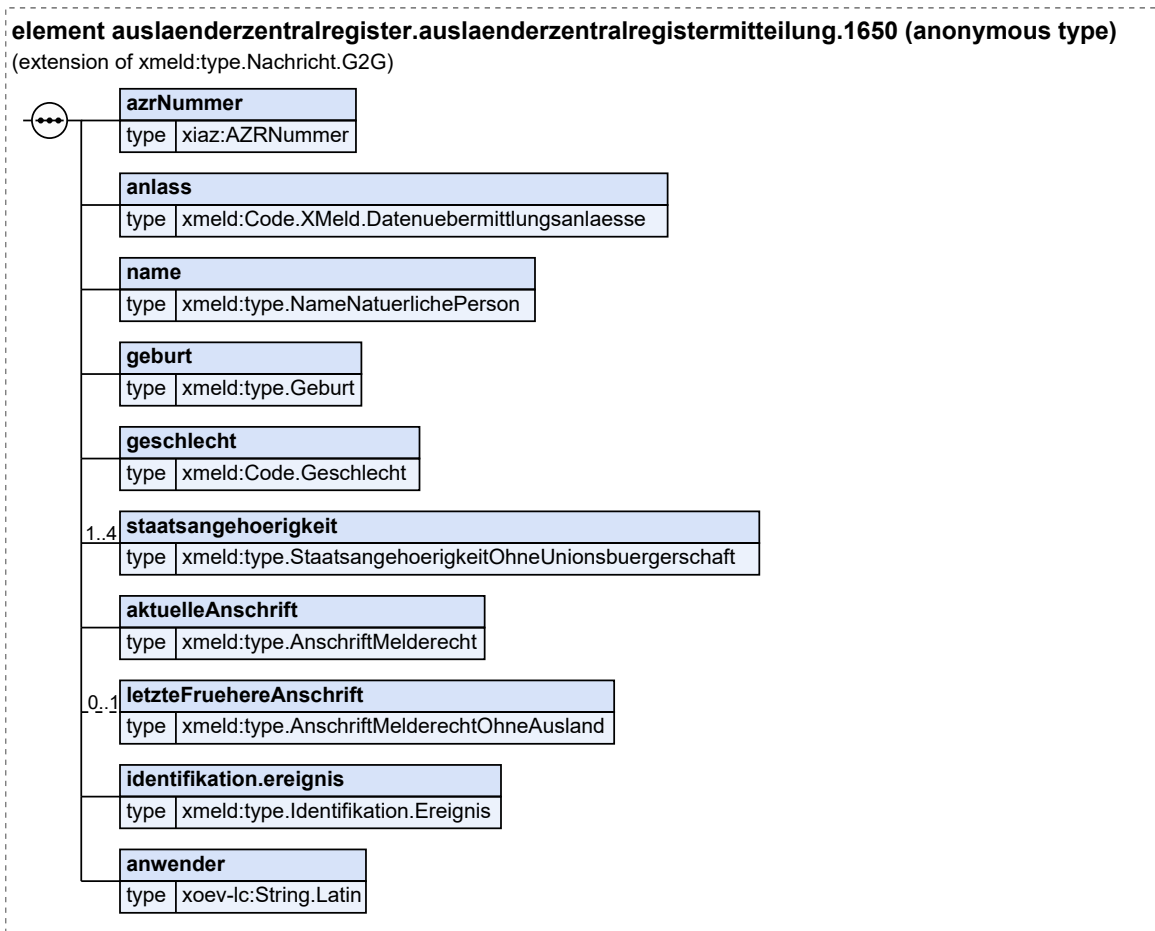 element auslaenderzentralregister.auslaenderzentralregistermitteilung.1650 (anonymous type)
(extension of xmeld:type.Nachricht.G2G)
azrNummer
type xiaz:AZRNummer
anlass
type xmeld:Code.XMeld.Datenuebermittlungsanlaesse
name
type xmeld:type.NameNatuerlichePerson
geburt
type xmeld:type.Geburt
geschlecht
type xmeld:Code.Geschlecht
1..4 staatsangehoerigkeit
type xmeld:type.StaatsangehoerigkeitOhneUnionsbuergerschaft
aktuelleAnschrift
type xmeld:type.AnschriftMelderecht
0..1 letzteFruehereAnschrift
type xmeld:type.AnschriftMelderechtOhneAusland
identifikation.ereignis
type xmeld:type.Identifikation.Ereignis
anwender
type xoev-lc:String.Latin